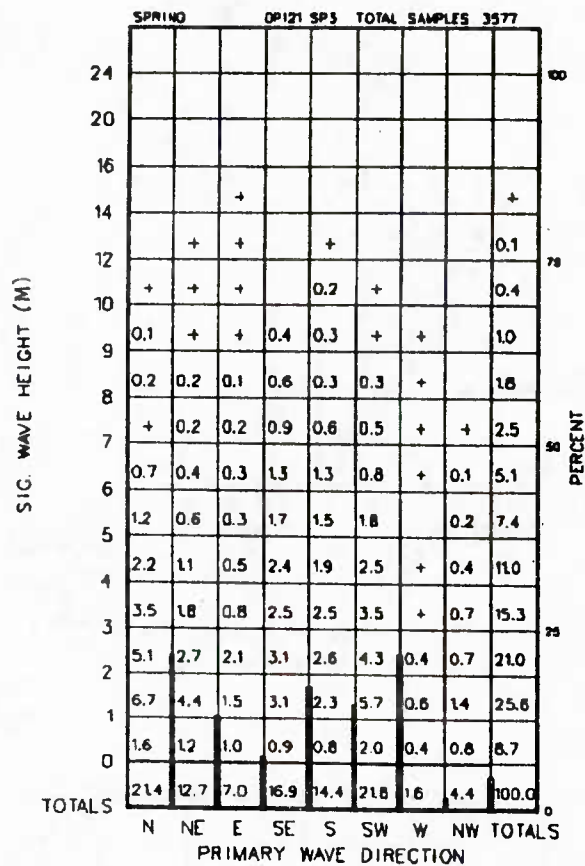 SPRING OP121 SP3 TOTAL SAMPLES 3577
24 100
20
16
+ +
14
+ + + 0.1
12 75
+ + + 0.2 + 0.4
10
0.1 + + 0.4 0.3 + + 1.0
9
0.2 0.2 0.1 0.6 0.3 0.3 + 1.8
8
+ 0.2 0.2 0.9 0.6 0.5 + + 2.5
7 50
0.7 0.4 0.3 1.3 1.3 0.8 + 0.1 5.1
6
1.2 0.6 0.3 1.7 1.5 1.8 0.2 7.4
5
2.2 1.1 0.5 2.4 1.9 2.5 + 0.4 11.0
4
3.5 1.8 0.8 2.5 2.5 3.5 + 0.7 15.3
3 25
5.1 2.7 2.1 3.1 2.6 4.3 0.4 0.7 21.0
2
6.7 4.4 1.5 3.1 2.3 5.7 0.6 1.4 25.6
1
1.6 1.2 1.0 0.9 0.8 2.0 0.4 0.8 8.7
0
21.4 12.7 7.0 16.9 14.4 21.6 1.6 4.4 100.0
TOTALS 0
N NE E SE S SW W NW TOTALS
PRIMARY WAVE DIRECTION
SIG. WAVE HEIGHT (M)
PERCENT